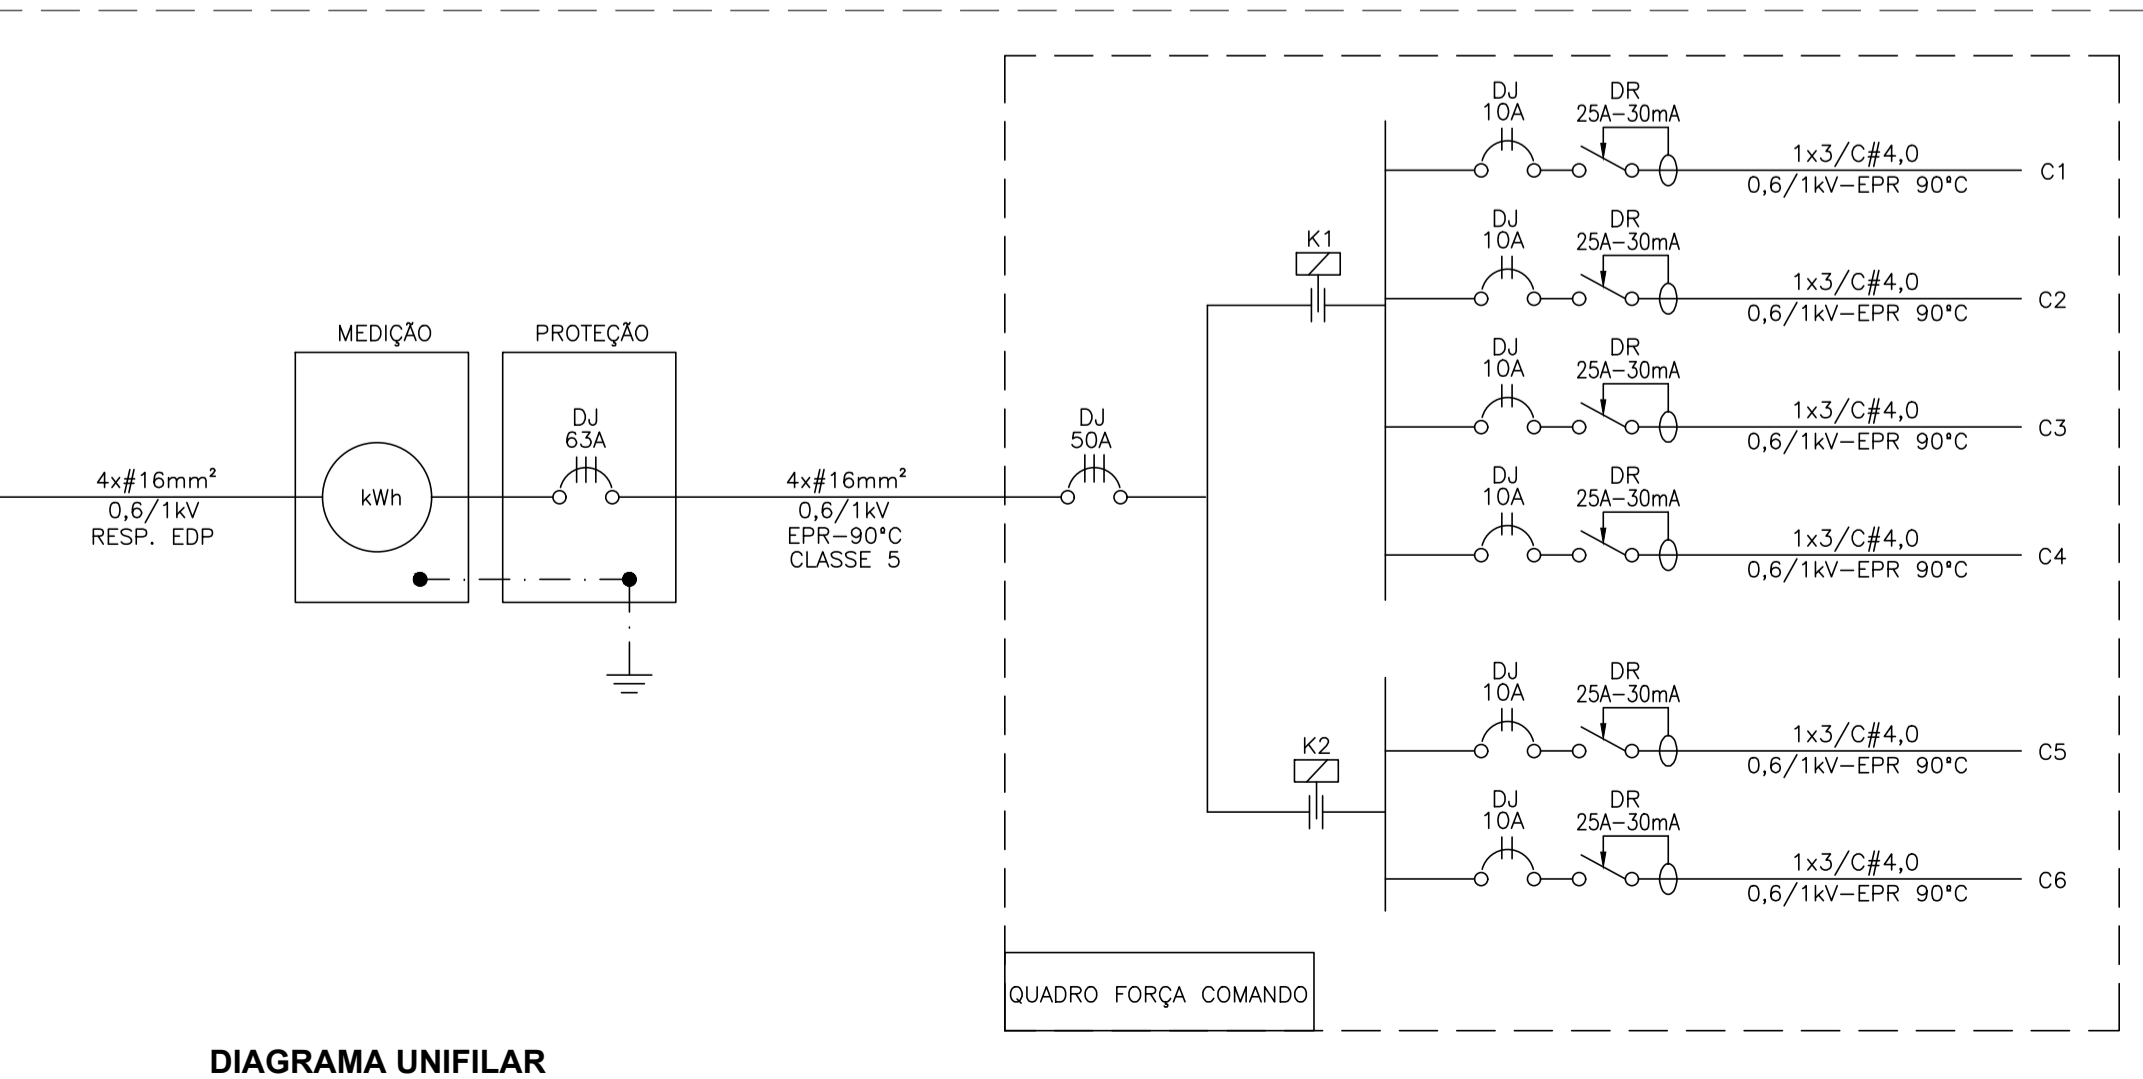 4x#16mm²
0,6/1kV
RESP. EDP
MEDIÇÃO
kWh
PROTEÇÃO
DJ
63A
4x#16mm²
0,6/1kV
EPR-90°C
CLASSE 5
DJ
50A
K1
DJ
10A
DR
25A-30mA
1x3/C#4,0
0,6/1kV-EPR 90°C
C1
DJ
10A
DR
25A-30mA
1x3/C#4,0
0,6/1kV-EPR 90°C
C2
DJ
10A
DR
25A-30mA
1x3/C#4,0
0,6/1kV-EPR 90°C
C3
DJ
10A
DR
25A-30mA
1x3/C#4,0
0,6/1kV-EPR 90°C
C4
K2
DJ
10A
DR
25A-30mA
1x3/C#4,0
0,6/1kV-EPR 90°C
C5
DJ
10A
DR
25A-30mA
1x3/C#4,0
0,6/1kV-EPR 90°C
C6
QUADRO FORÇA COMANDO
DIAGRAMA UNIFILAR